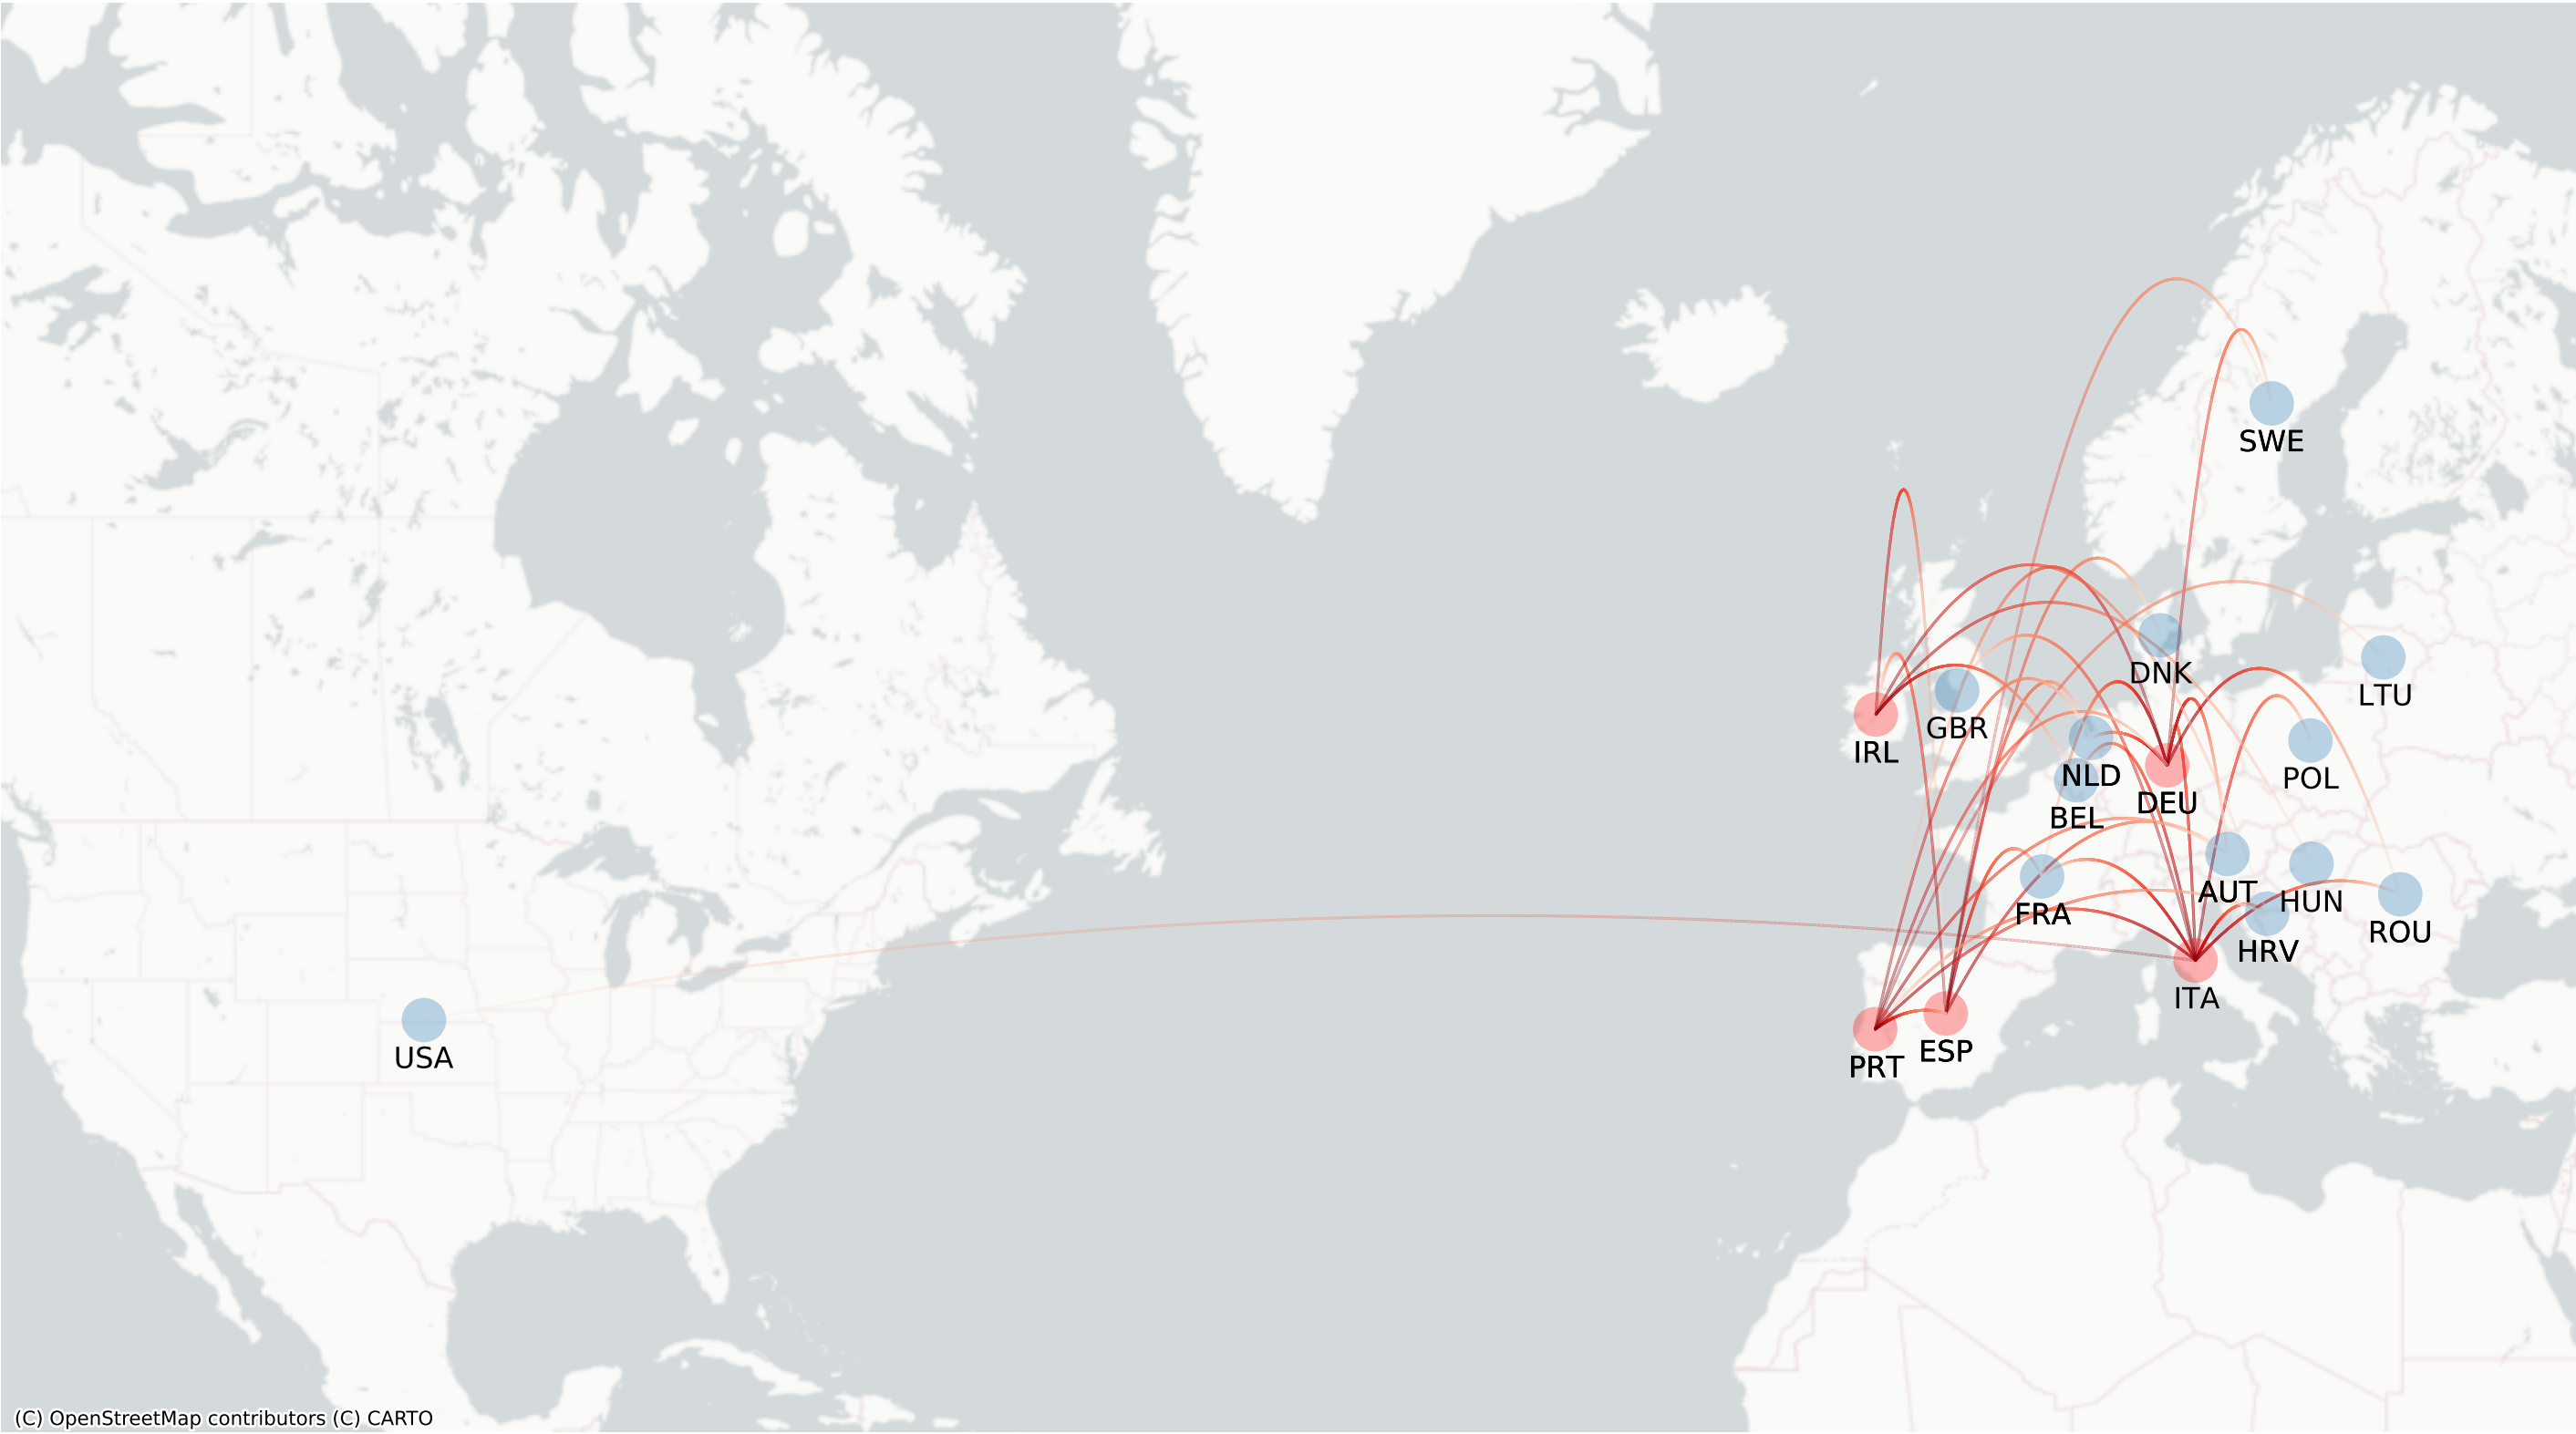 SWE
DNK
LTU
GBR
IRL
NLD
POL
DEU
BEL
AUT
HUN
FRA
ROU
HRV
ITA
USA
ESP
PRT
(C) OpenStreetMap contributors (C) CARTO